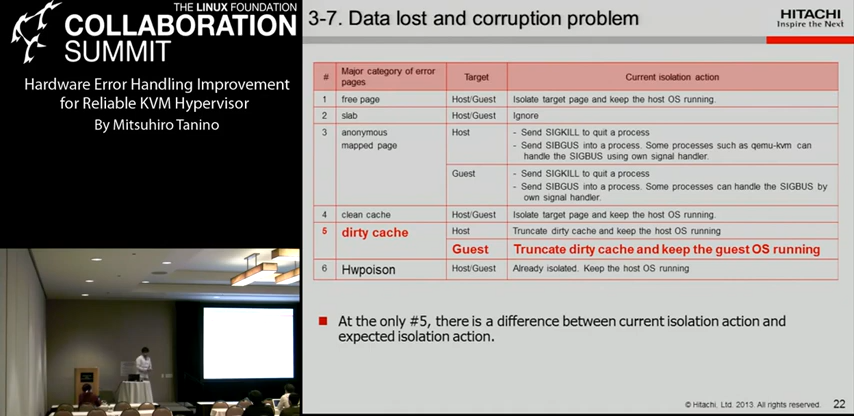 THE LINUX FOUNDATION
COLLABORATION
SUMMIT
Hardware Error Handling Improvement
for Reliable KVM Hypervisor
By Mitsuhiro Tanino
3-7. Data lost and corruption problem
HITACHI
Inspire the Next
# Major category of error pages Target Current isolation action
1 free page Host/Guest Isolate target page and keep the host OS running.
2 slab Host/Guest Ignore
3 anonymous mapped page Host - Send SIGKILL to quit a process
- Send SIBGUS into a process. Some processes such as qemu-kvm can
handle the SIGBUS using own signal handler.
Guest - Send SIGKILL to quit a process
- Send SIBGUS into a process. Some processes can handle the SIGBUS by
own signal handler.
4 clean cache Host/Guest Isolate target page and keep the host OS running.
5 dirty cache Host Truncate dirty cache and keep the host OS running
Guest Truncate dirty cache and keep the guest OS running
6 Hwpoison Host/Guest Already isolated. Keep the host OS running
At the only #5, there is a difference between current isolation action and
expected isolation action.
© Hitachi, Ltd. 2013. All rights reserved. 22